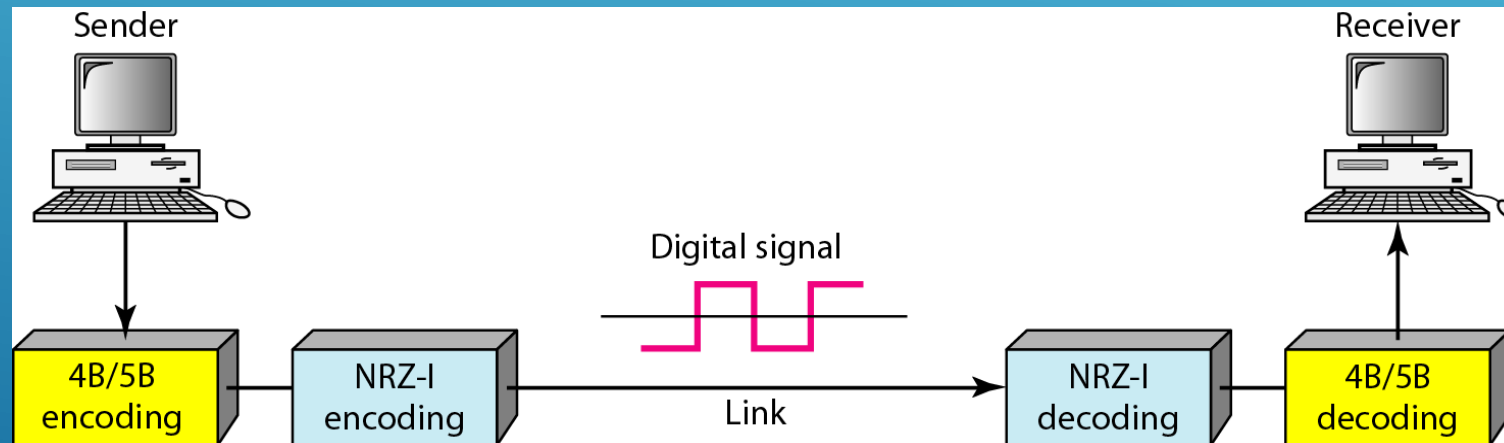 Sender
Receiver
Digital signal
4B/5B
encoding
NRZ-I
encoding
Link
NRZ-I
decoding
4B/5B
decoding